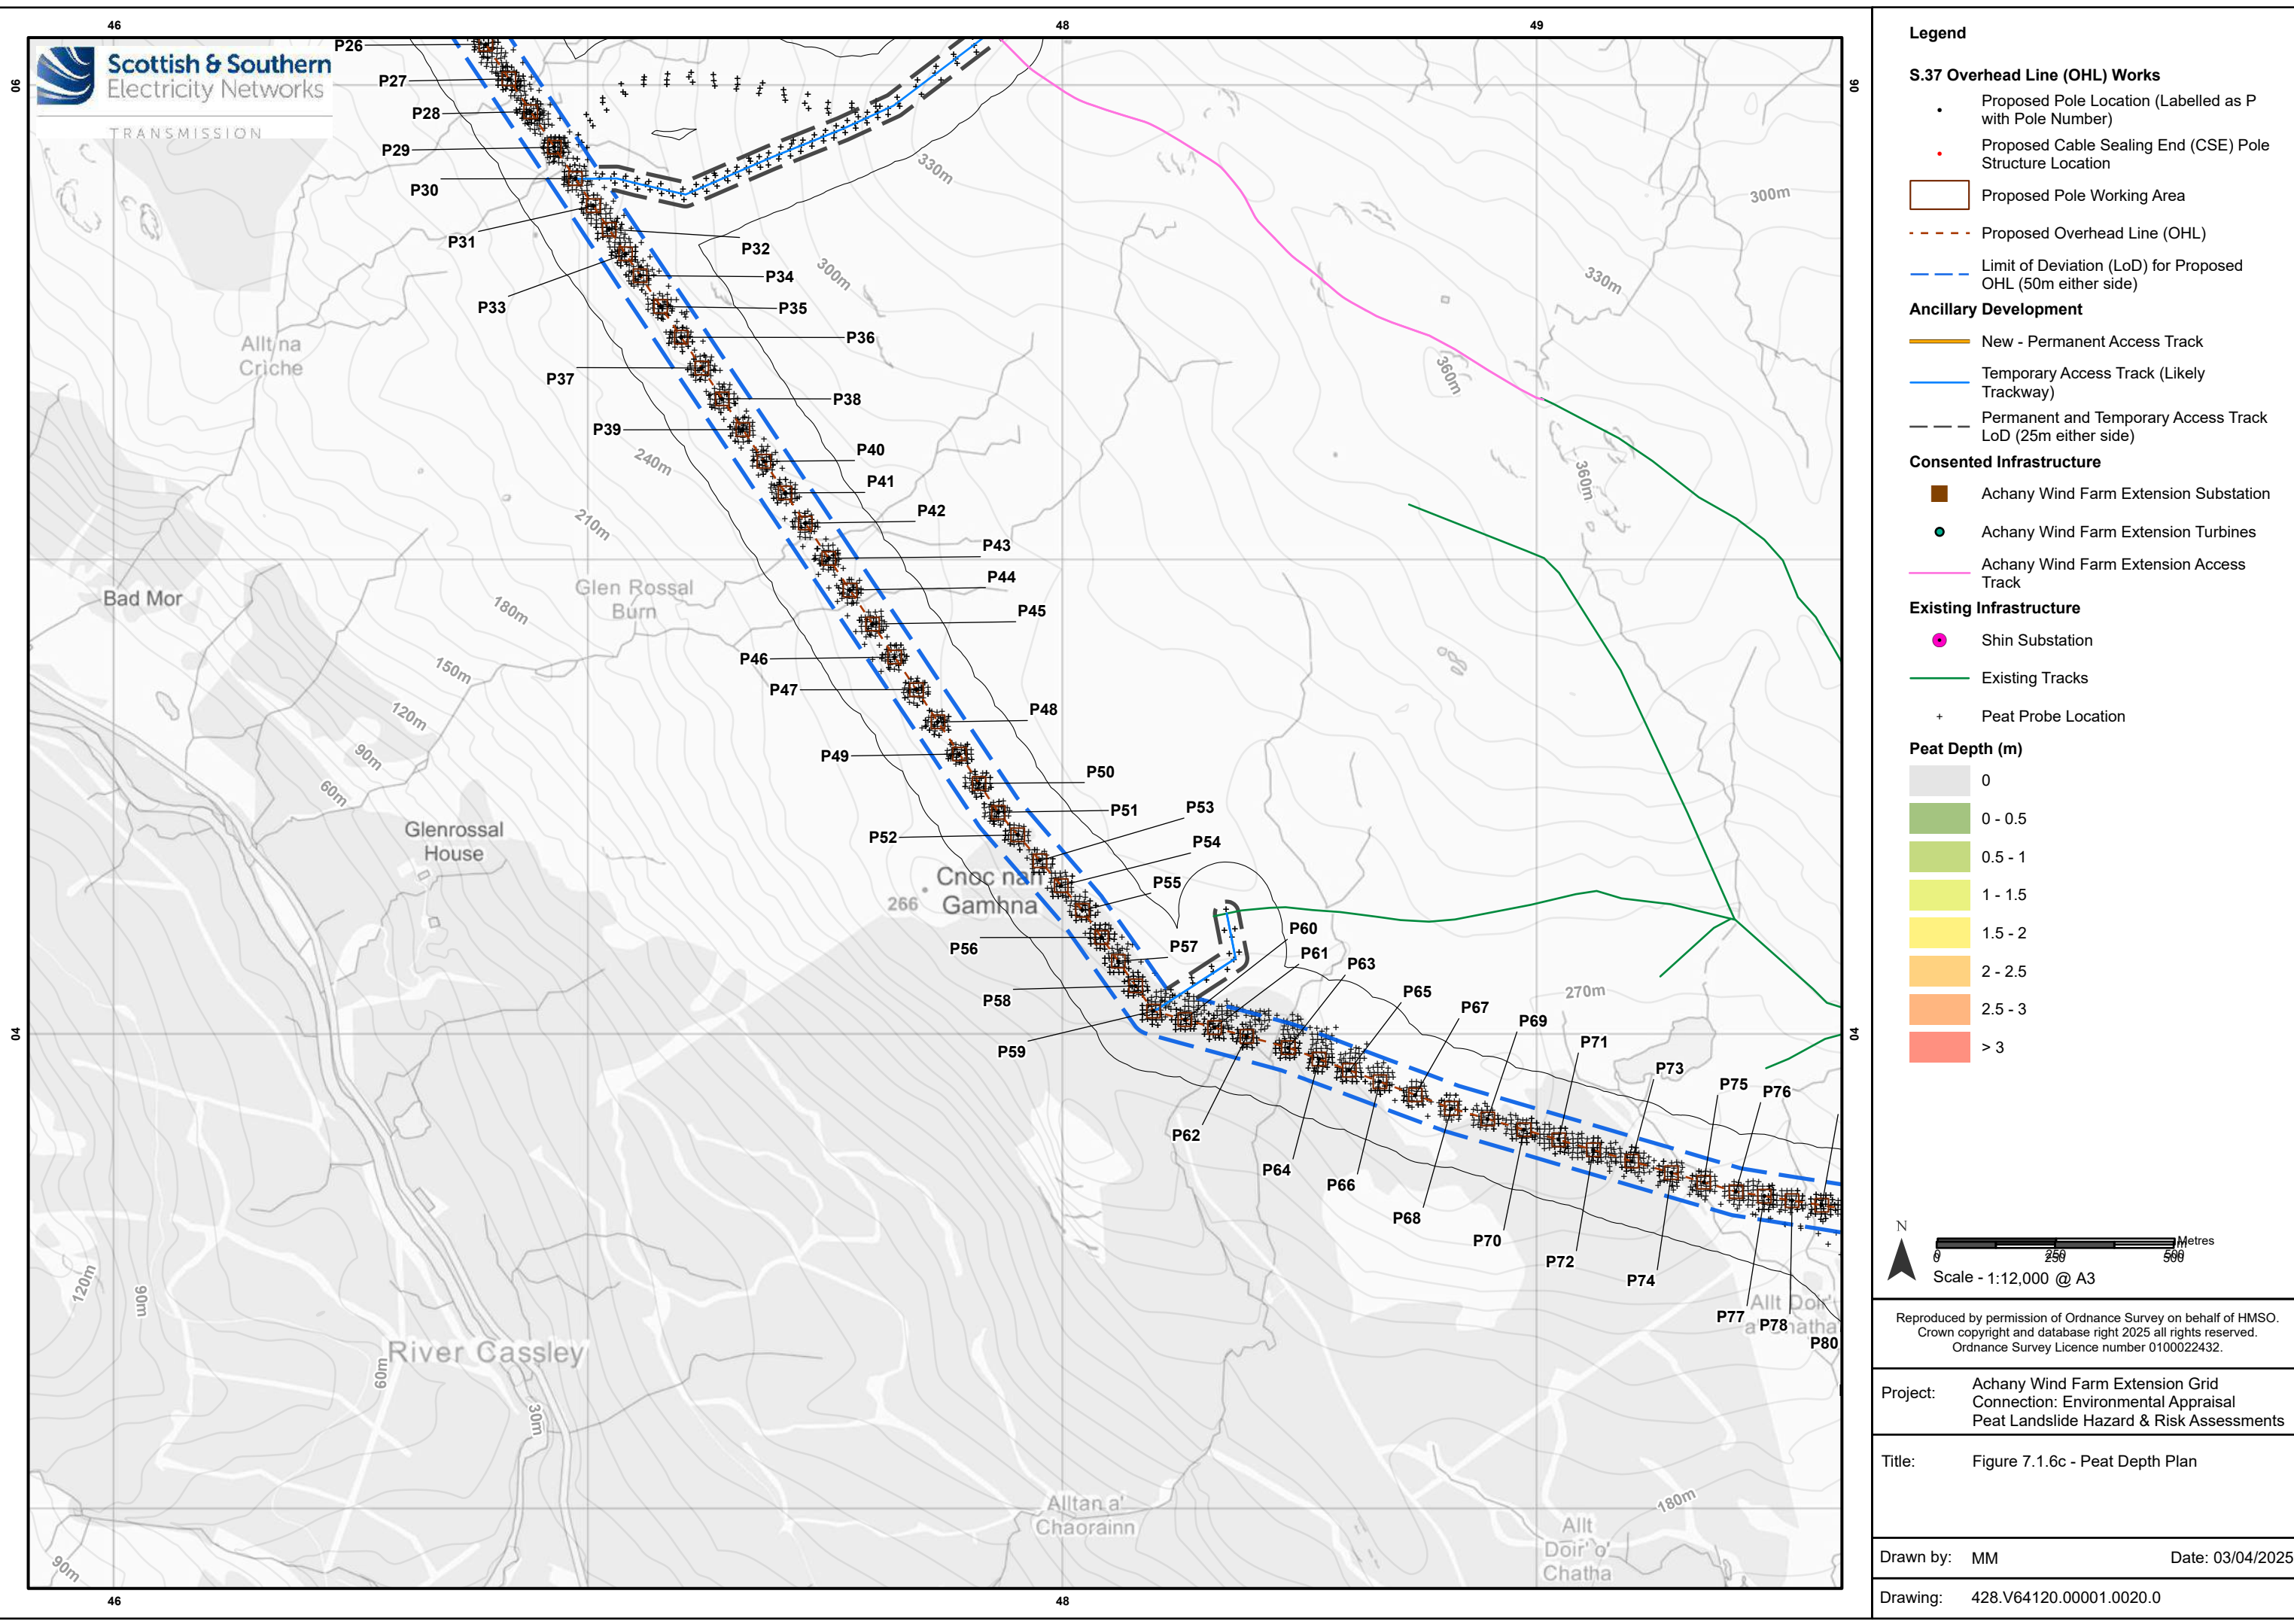 46
48
49
06
06
Scottish & Southern
Electricity Networks
TRANSMISSION
P26
P27
P28
P29
P30
P31
P32
P33
P34
P35
P36
P37
P38
P39
P40
P41
P42
P43
P44
P45
P46
P47
P48
P49
P50
P51
P52
P53
P54
P55
P56
P57
P58
P59
P60
P61
P62
P63
P64
P65
P66
P67
P68
P69
P70
P71
P72
P73
P74
P75
P76
P77
P78
P80
330m
300m
300m
330m
360m
360m
240m
210m
180m
150m
120m
90m
60m
270m
120m
90m
60m
30m
90m
180m
Allt na
Criche
Bad Mor
Glen Rossal
Burn
Glenrossal
House
Cnoc nan
Gamhna
266
River Cassley
Alltan a'
Chaorainn
Allt Doir'
a' Chatha
Allt
Doir' o'
Chatha
04
04
46
48
49
Legend
S.37 Overhead Line (OHL) Works
Proposed Pole Location (Labelled as P
with Pole Number)
Proposed Cable Sealing End (CSE) Pole
Structure Location
Proposed Pole Working Area
Proposed Overhead Line (OHL)
Limit of Deviation (LoD) for Proposed
OHL (50m either side)
Ancillary Development
New - Permanent Access Track
Temporary Access Track (Likely
Trackway)
Permanent and Temporary Access Track
LoD (25m either side)
Consented Infrastructure
Achany Wind Farm Extension Substation
Achany Wind Farm Extension Turbines
Achany Wind Farm Extension Access
Track
Existing Infrastructure
Shin Substation
Existing Tracks
Peat Probe Location
Peat Depth (m)
0
0 - 0.5
0.5 - 1
1 - 1.5
1.5 - 2
2 - 2.5
2.5 - 3
> 3
N
Metres
0 250 500
Scale - 1:12,000 @ A3
Reproduced by permission of Ordnance Survey on behalf of HMSO.
Crown copyright and database right 2025 all rights reserved.
Ordnance Survey Licence number 0100022432.
Project:
Achany Wind Farm Extension Grid
Connection: Environmental Appraisal
Peat Landslide Hazard & Risk Assessments
Title: Figure 7.1.6c - Peat Depth Plan
Drawn by: MM Date: 03/04/2025
Drawing: 428.V64120.00001.0020.0